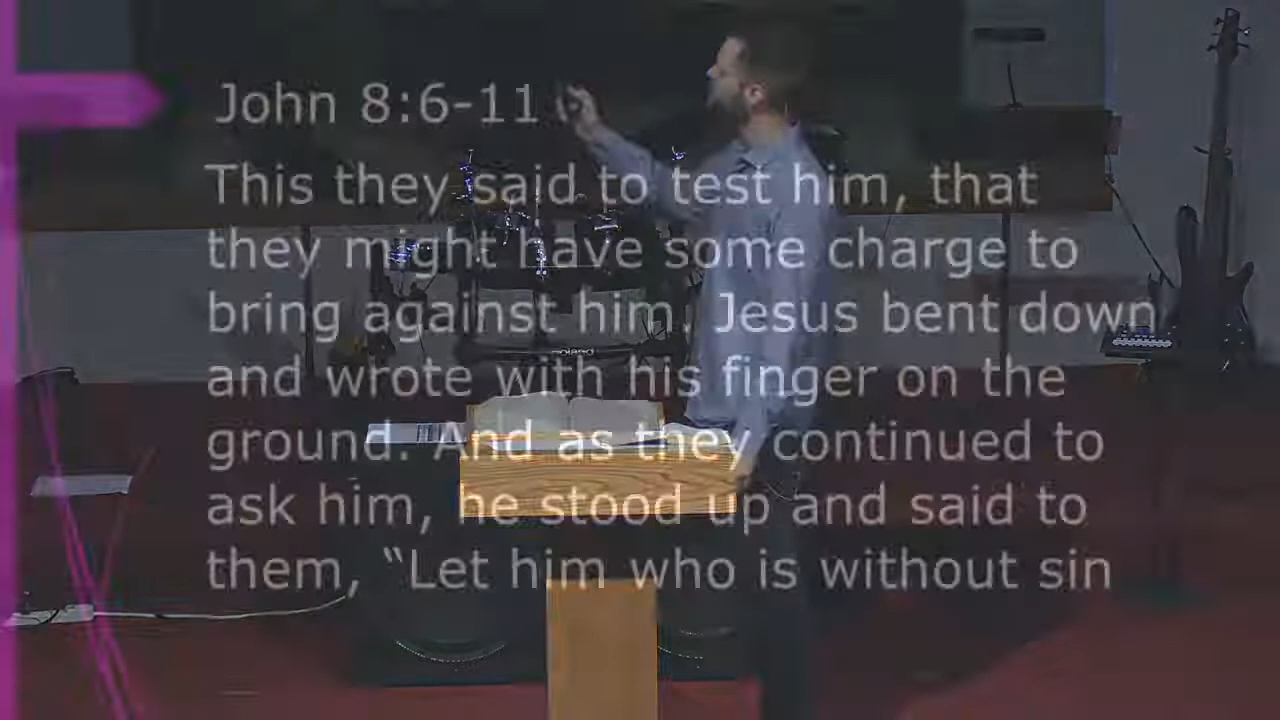 John 8:6-11
This they said to test him, that
they might have some charge to
bring against him. Jesus bent down
and wrote with his finger on the
ground. And as they continued to
ask him, he stood up and said to
them, “Let him who is without sin
Roland